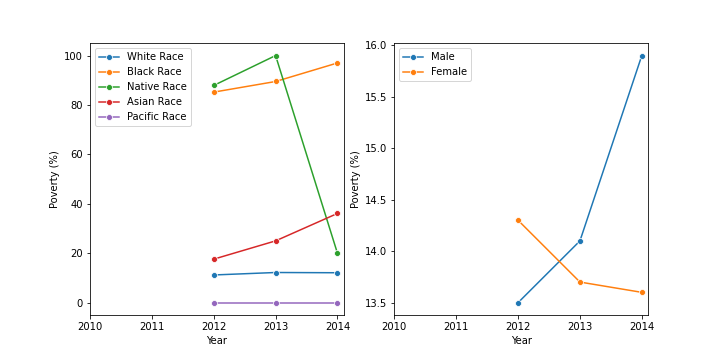 White Race
Black Race
Native Race
Asian Race
Pacific Race
100
80
60
40
20
0
Poverty (%)
2010 2011 2012 2013 2014
Year
Male
Female
16.0
15.5
15.0
14.5
14.0
13.5
Poverty (%)
2010 2011 2012 2013 2014
Year